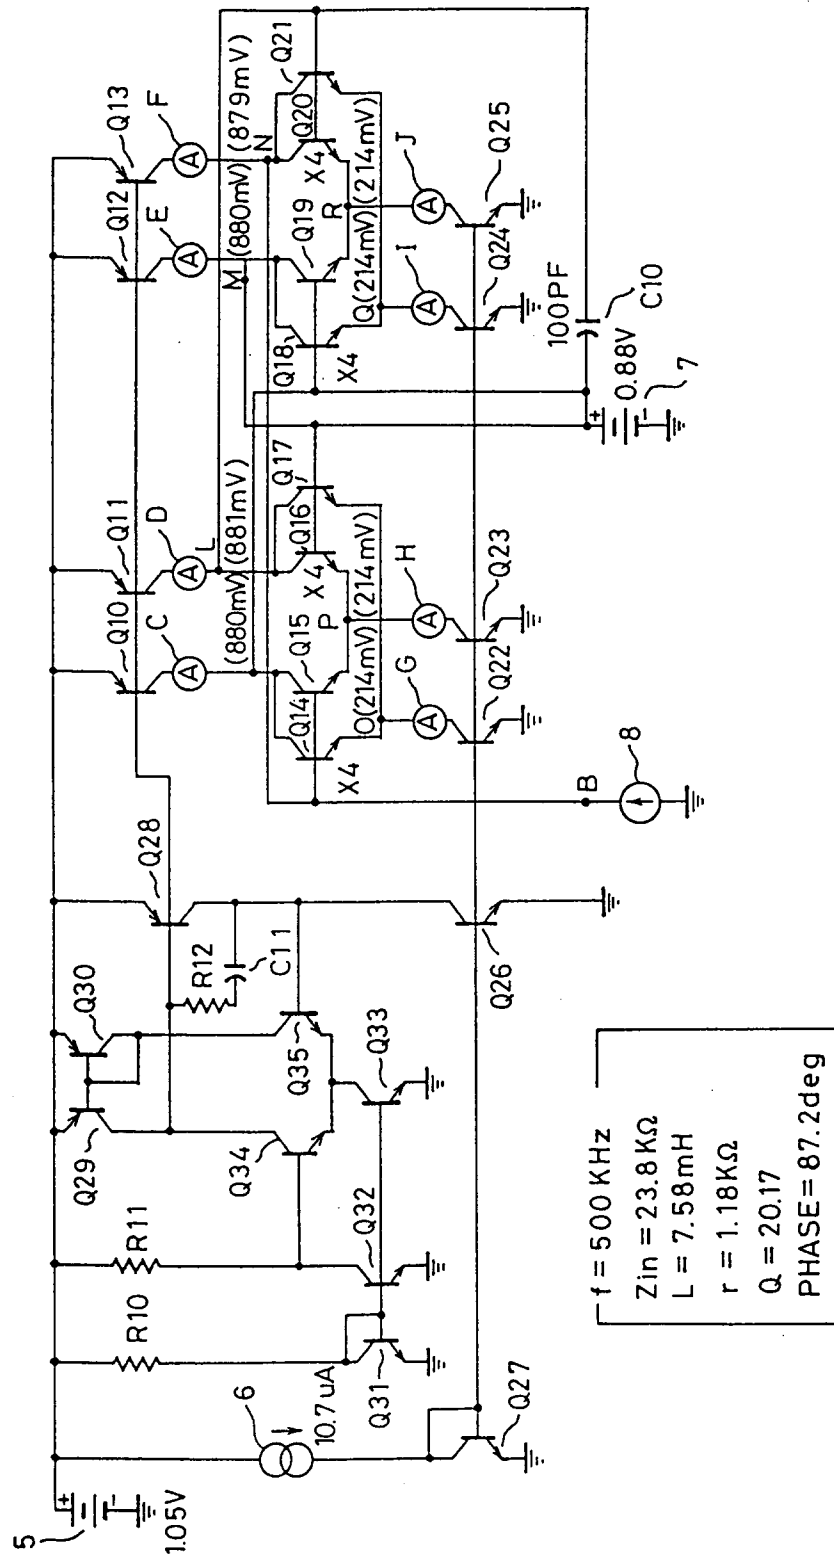 5
1.05V
R10
R11
6
10.7uA
Q27
Q31
Q32
Q29
Q30
Q34
Q35
Q33
R12
C11
Q28
Q26
B
8
Q10
Q11
C
D
L
(880mV)
(881mV)
Q14
Q15
X4
Q16
X4
Q17
P
O(214mV)
(214mV)
G
H
Q22
Q23
Q12
Q13
E
F
M
(880mV)
(879mV)
N
Q18
X4
Q19
Q20
X4
Q21
R
Q(214mV)
(214mV)
I
J
Q24
Q25
100PF
C10
0.88V
7
f = 500 KHz
Zin = 23.8 KΩ
L = 7.58mH
r = 1.18KΩ
Q = 20.17
PHASE = 87.2deg